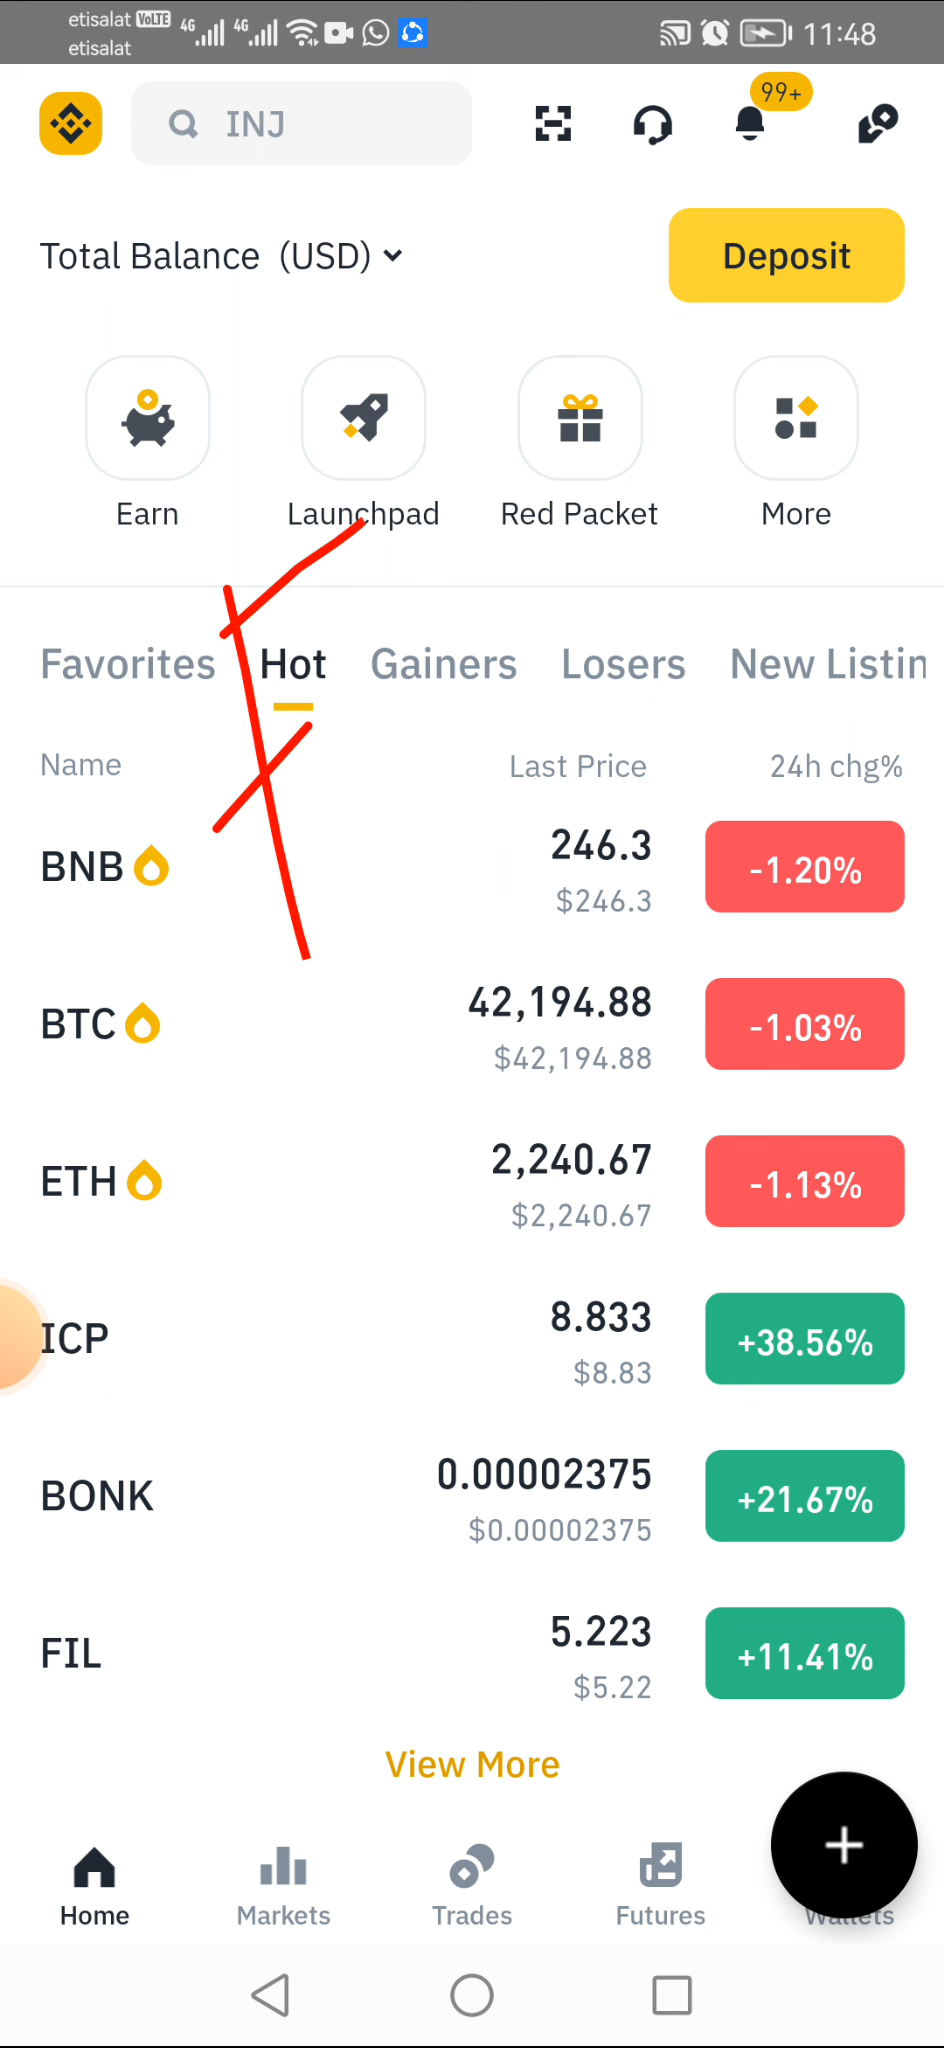 etisalat VoLTE 4G 4G 11:48
etisalat
INJ
99+
Total Balance (USD)
Deposit
Earn Launchpad Red Packet More
Favorites Hot Gainers Losers New Listin
Name Last Price 24h chg%
BNB 246.3 -1.20%
$246.3
BTC 42,194.88 -1.03%
$42,194.88
ETH 2,240.67 -1.13%
$2,240.67
ICP 8.833 +38.56%
$8.83
BONK 0.00002375 +21.67%
$0.00002375
FIL 5.223 +11.41%
$5.22
View More
Home Markets Trades Futures Wallets